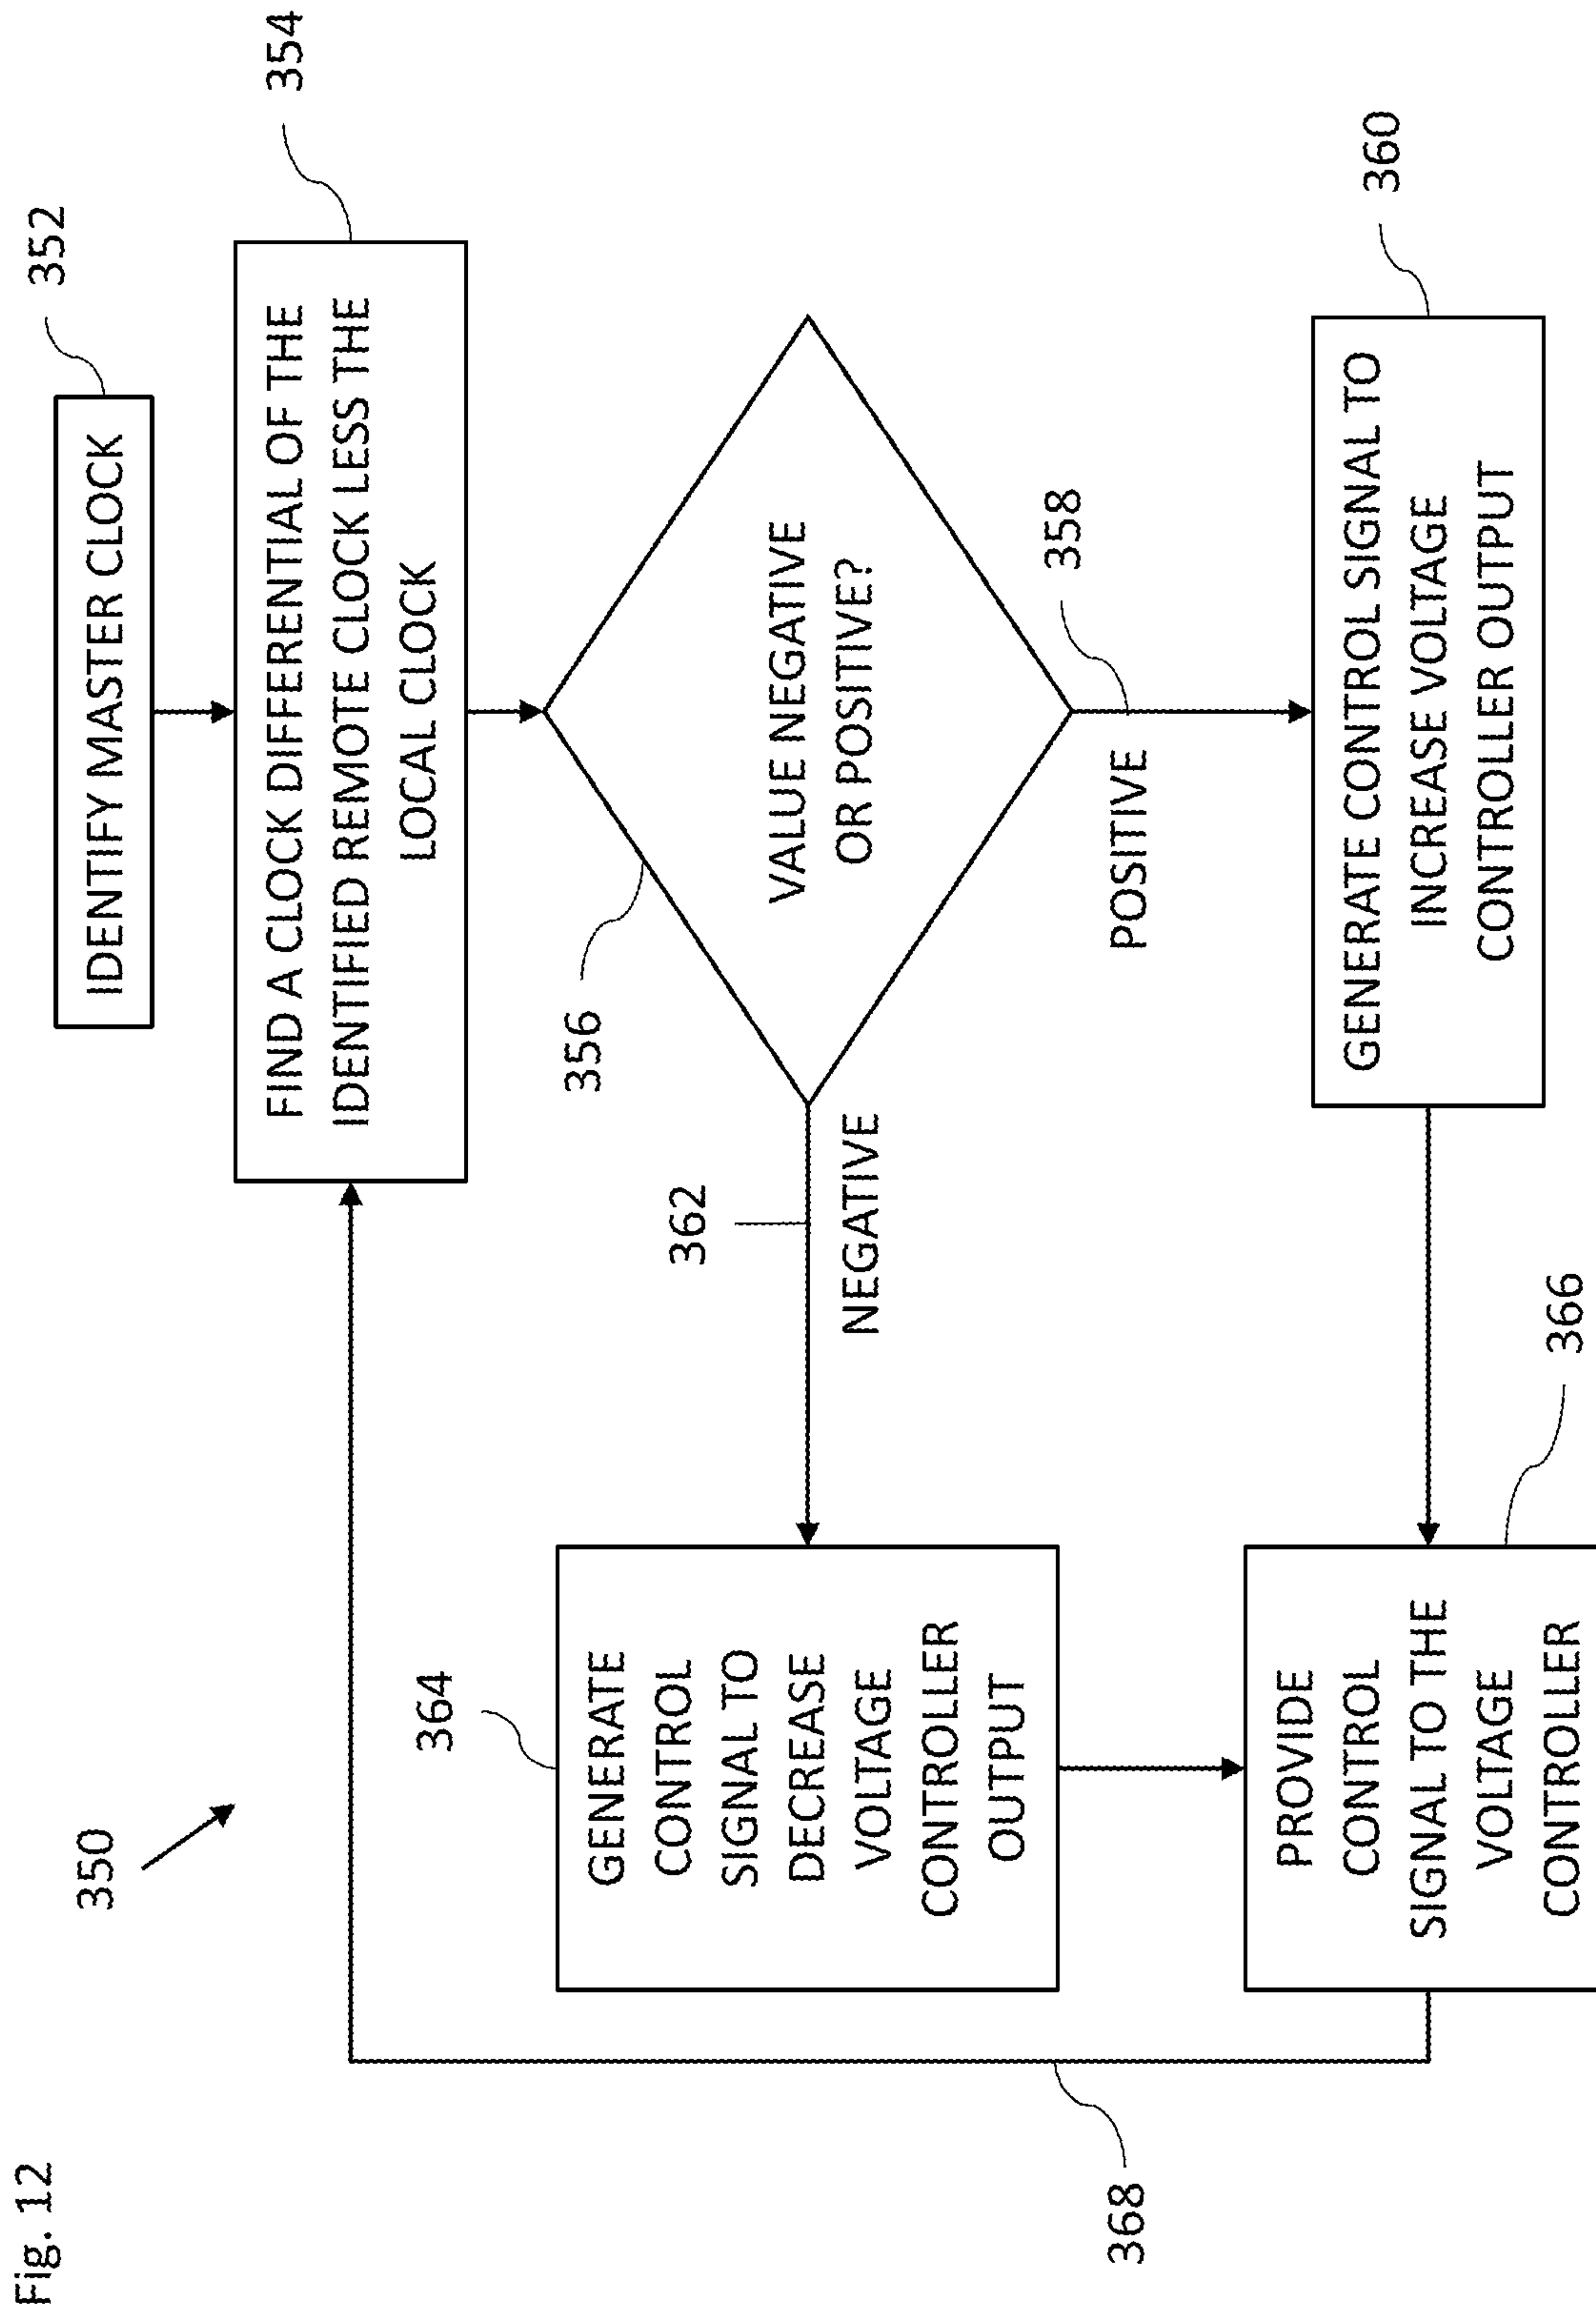 Fig. 12
350
352
IDENTIFY MASTER CLOCK
354
FIND A CLOCK DIFFERENTIAL OF THE
IDENTIFIED REMOTE CLOCK LESS THE
LOCAL CLOCK
356
VALUE NEGATIVE
OR POSITIVE?
362
NEGATIVE
358
POSITIVE
364
GENERATE
CONTROL
SIGNAL TO
DECREASE
VOLTAGE
CONTROLLER
OUTPUT
360
GENERATE CONTROL SIGNAL TO
INCREASE VOLTAGE
CONTROLLER OUTPUT
366
PROVIDE
CONTROL
SIGNAL TO THE
VOLTAGE
CONTROLLER
368